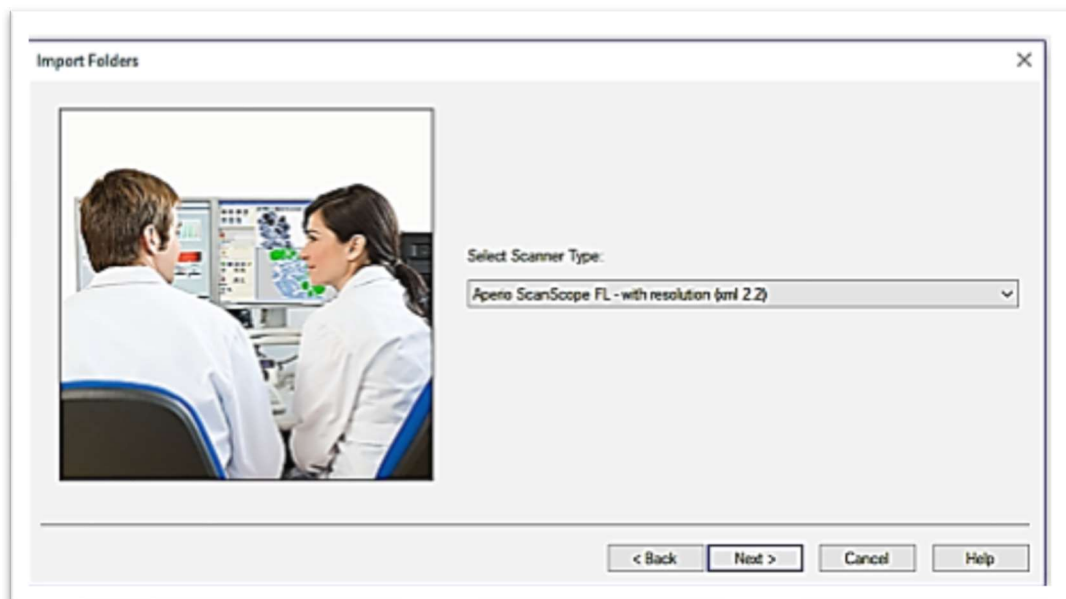 Import Folders
Select Scanner Type:
Aperio ScanScope FL - with resolution (xml 2.2)
< Back
Next >
Cancel
Help